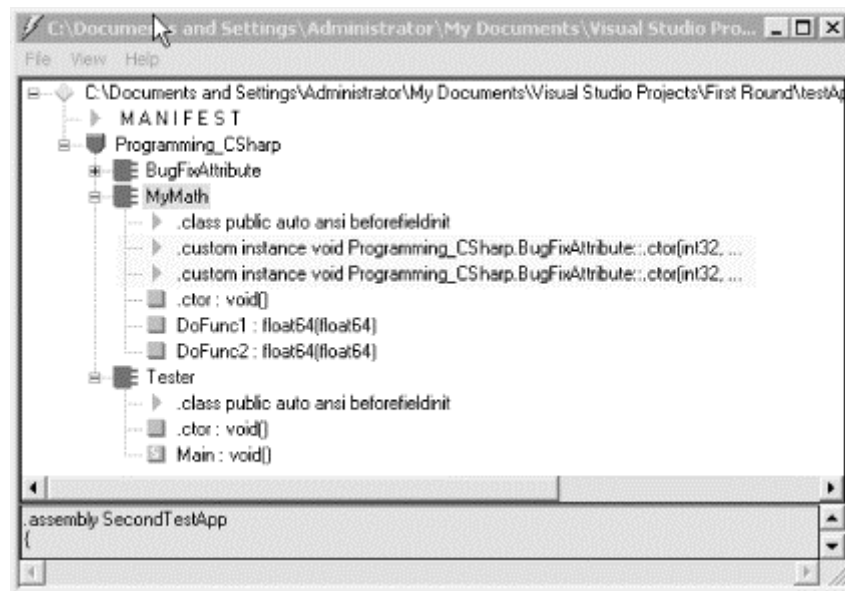 C:\Documents and Settings\Administrator\My Documents\Visual Studio Pro...
File View Help
C:\Documents and Settings\Administrator\My Documents\Visual Studio Projects\First Round\testAp
MANIFEST
Programming_CSharp
BugFixAttribute
MyMath
.class public auto ansi beforefieldinit
.custom instance void Programming_CSharp.BugFixAttribute::.ctor(int32, ...
.custom instance void Programming_CSharp.BugFixAttribute::.ctor(int32, ...
.ctor : void()
DoFunc1 : float64(float64)
DoFunc2 : float64(float64)
Tester
.class public auto ansi beforefieldinit
.ctor : void()
S Main : void()
.assembly SecondTestApp
{